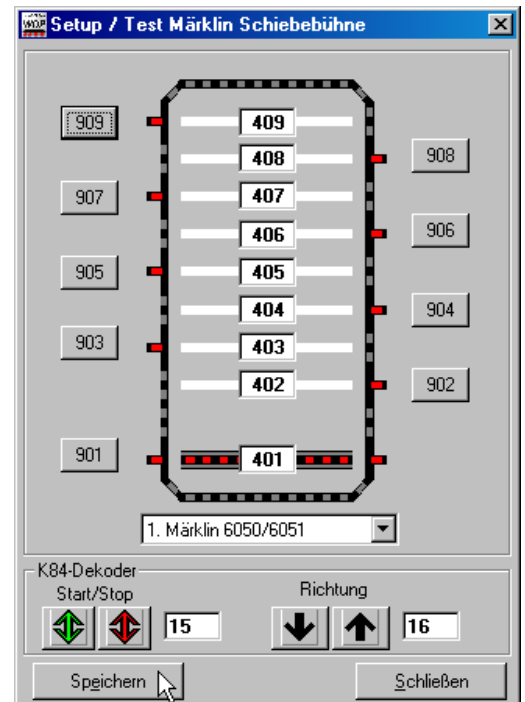 WDP Setup / Test Märklin Schiebebühne
909 409
408 908
907 407
406 906
905 405
404 904
903 403
402 902
901 401
1. Märklin 6050/6051
K84-Dekoder
Start/Stop Richtung
15 16
Speichern Schließen